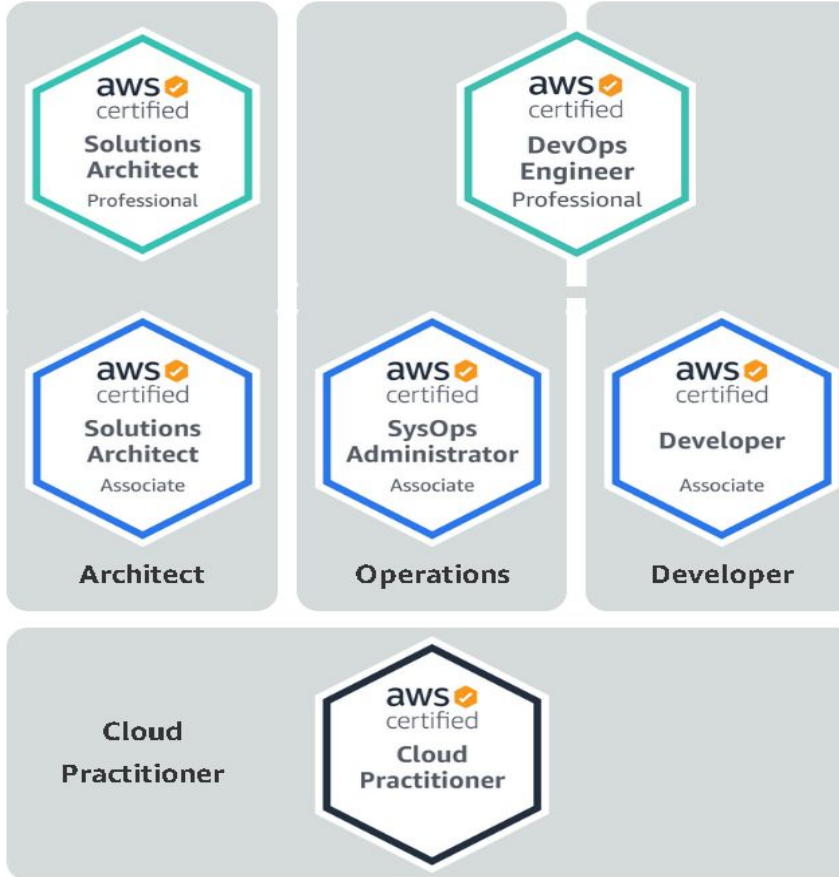 aws
certified
Solutions
Architect
Professional
aws
certified
DevOps
Engineer
Professional
aws
certified
Solutions
Architect
Associate
aws
certified
SysOps
Administrator
Associate
aws
certified
Developer
Associate
Architect
Operations
Developer
Cloud
Practitioner
aws
certified
Cloud
Practitioner